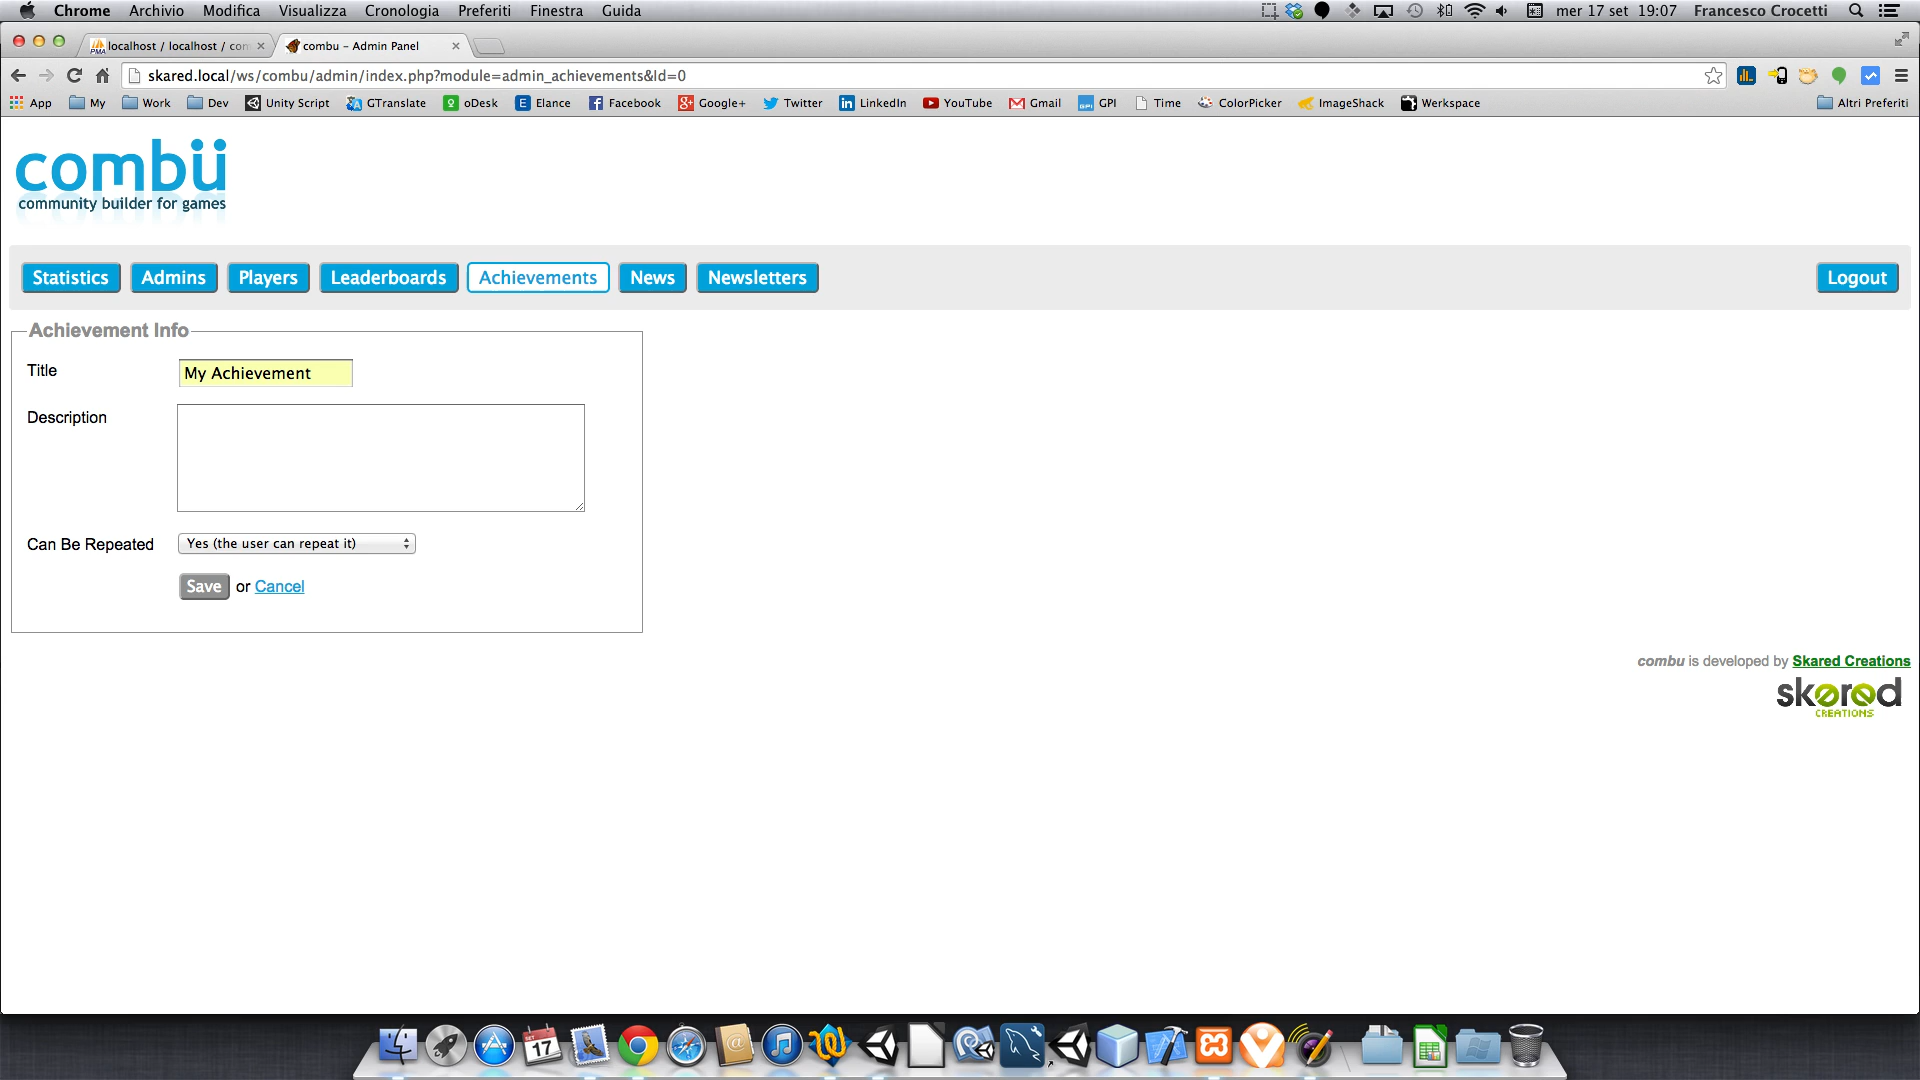 Chrome Archivio Modifica Visualizza Cronologia Preferiti Finestra Guida mer 17 set 19:07 Francesco Crocetti
localhost / localhost / con combu – Admin Panel
skared.local/ws/combu/admin/index.php?module=admin_achievements&Id=0
App My Work Dev Unity Script GTranslate oDesk Elance Facebook Google+ Twitter LinkedIn YouTube Gmail GPI Time ColorPicker ImageShack Werkspace Altri Preferiti
combü
community builder for games
Statistics Admins Players Leaderboards Achievements News Newsletters Logout
Achievement Info
Title My Achievement
Description
Can Be Repeated Yes (the user can repeat it)
Save or Cancel
combu is developed by Skared Creations
skared
CREATIONS
SET
17